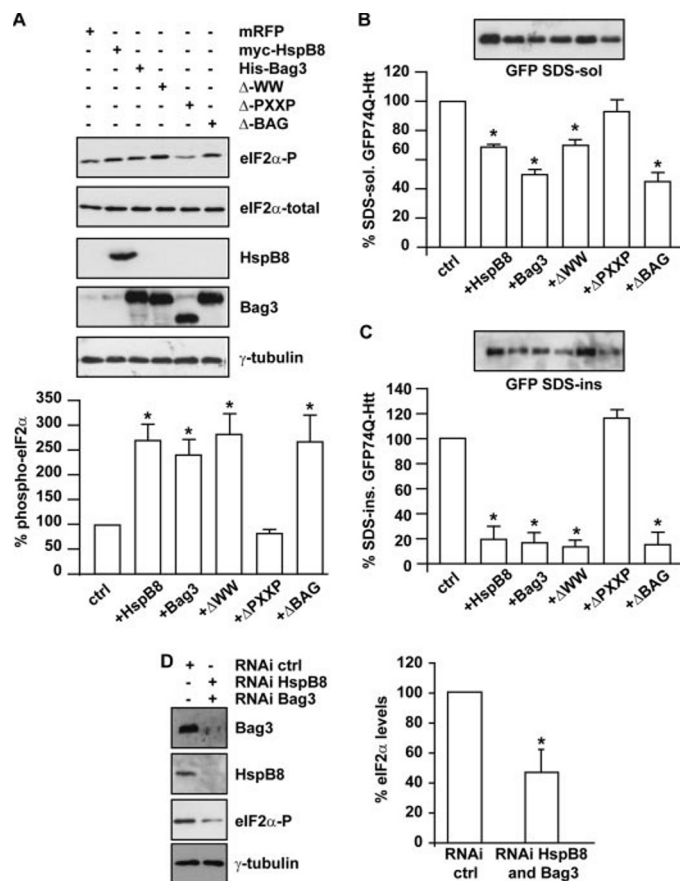 A
mRFP + - - - - -
myc-HspB8 - + - - - -
His-Bag3 - - + - - -
Δ-WW - - - + - -
Δ-PXXP - - - - + -
Δ-BAG - - - - - +
eIF2α-P
eIF2α-total
HspB8
Bag3
γ-tubulin
% phospho-eIF2α
350
300
250
200
150
100
50
0
* * * *
ctrl +HspB8 +Bag3 +ΔWW +ΔPXXP +ΔBAG
B
GFP SDS-sol
% SDS-sol. GFP74Q-Htt
120
100
80
60
40
20
0
* * * *
ctrl +HspB8 +Bag3 +ΔWW +ΔPXXP +ΔBAG
C
GFP SDS-ins
% SDS-ins. GFP74Q-Htt
140
120
100
80
60
40
20
0
* * * *
ctrl +HspB8 +Bag3 +ΔWW +ΔPXXP +ΔBAG
D
+ - RNAi ctrl
- + RNAi HspB8
- + RNAi Bag3
Bag3
HspB8
eIF2α-P
γ-tubulin
% eIF2α levels
120
100
80
60
40
20
0
*
RNAi ctrl
RNAi HspB8 and Bag3